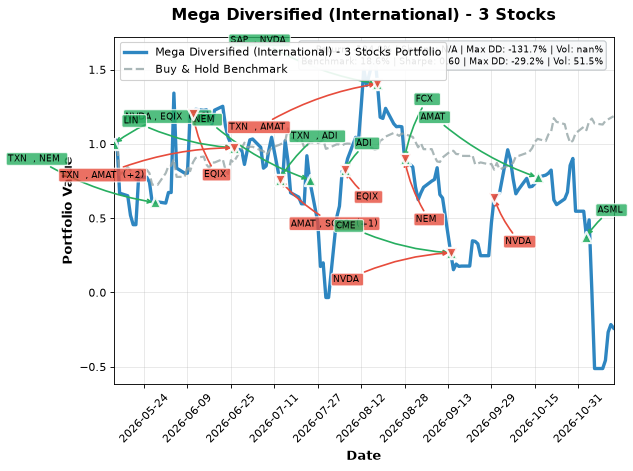 Mega Diversified (International) - 3 Stocks
SAP , NVDA
Mega Diversified (International) - 3 Stocks Portfolio
Buy & Hold Benchmark
/A | Max DD: -131.7% | Vol: nan%
Benchmark: 18.6% | Sharpe: 0.60 | Max DD: -29.2% | Vol: 51.5%
Portfolio Value
1.5
1.0
0.5
0.0
−0.5
FCX
AMAT
LIN
NVDA , EQIX
NEM
TXN , AMAT
TXN , ADI
ADI
TXN , NEM
TXN , AMAT (+2)
EQIX
EQIX
ASML
NEM
CME
NVDA
NVDA
2026-05-24
2026-06-09
2026-06-25
2026-07-11
2026-07-27
2026-08-12
2026-08-28
2026-09-13
2026-09-29
2026-10-15
2026-10-31
Date